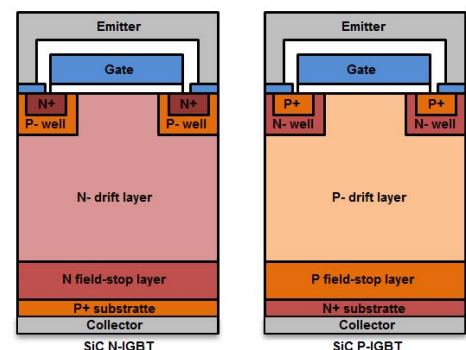 Emitter
Gate
N+
N+
P- well
P- well
N- drift layer
N field-stop layer
P+ substratte
Collector
SiC N-IGBT
Emitter
Gate
P+
P+
N- well
N- well
P- drift layer
P field-stop layer
N+ substratte
Collector
SiC P-IGBT